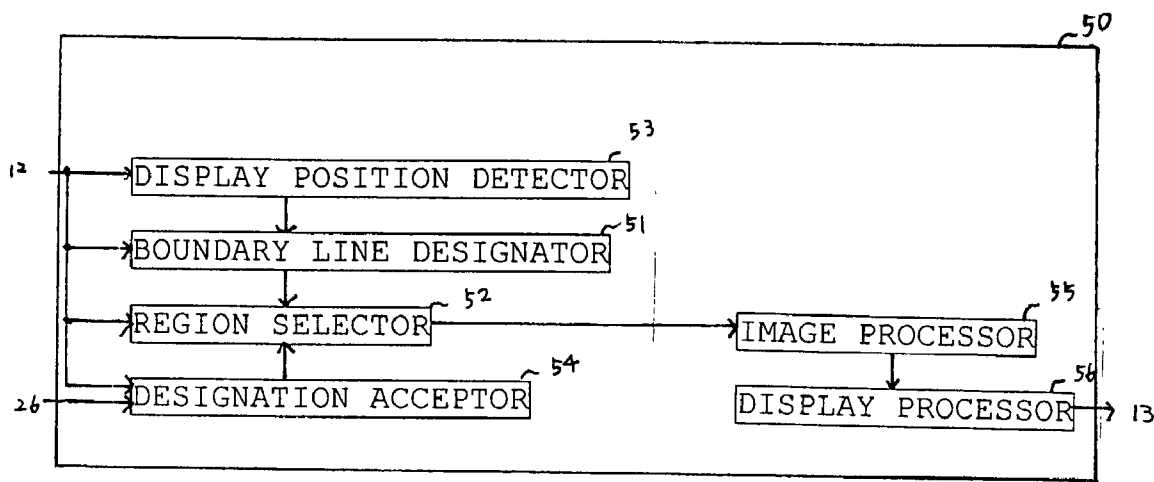 50
53
12
DISPLAY POSITION DETECTOR
51
BOUNDARY LINE DESIGNATOR
52
REGION SELECTOR
55
IMAGE PROCESSOR
54
26
DESIGNATION ACCEPTOR
56
DISPLAY PROCESSOR
13